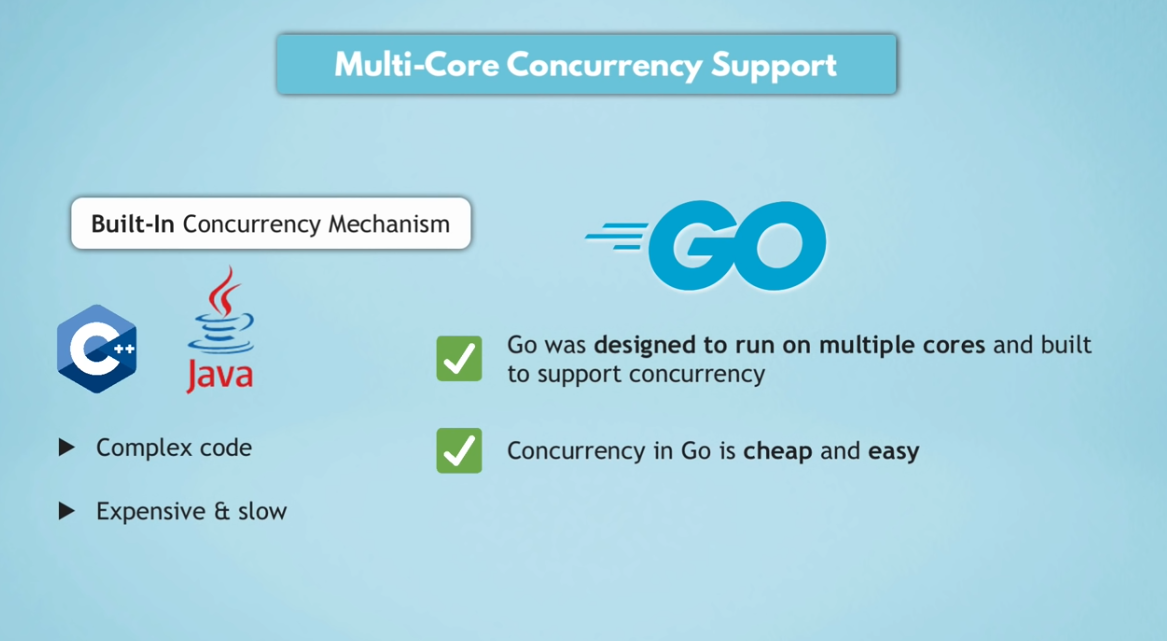 Multi-Core Concurrency Support
Built-In Concurrency Mechanism
GO
C++
Java
Complex code
Expensive & slow
Go was designed to run on multiple cores and built
to support concurrency
Concurrency in Go is cheap and easy